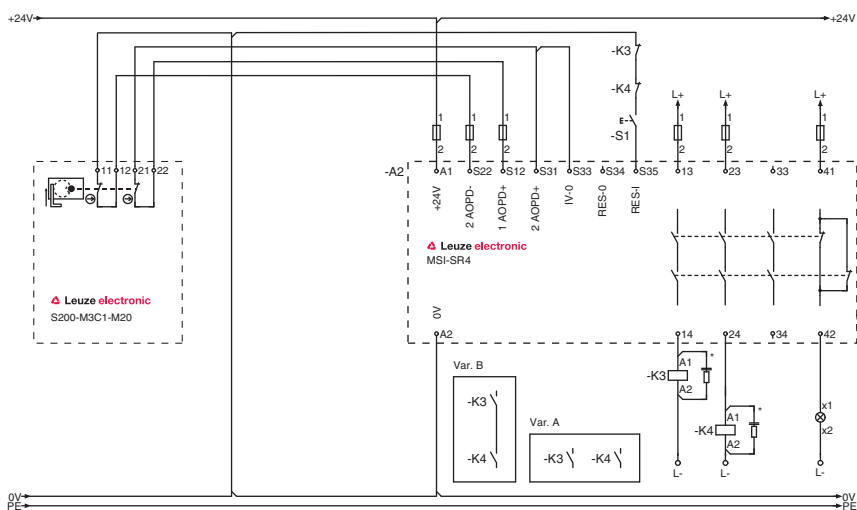 +24V +24V
-K3
-K4
L+ L+ L+
E
-S1
1 1 1 1 1 1
2 2 2 2 2 2
11 12 21 22
-A2 A1 S22 S12 S31 S33 S34 S35 13 23 33 41
+24V
2 AOPD-
1 AOPD+
2 AOPD+
IV-0
RES-0
RES-I
Leuze electronic
MSI-SR4
Leuze electronic
S200-M3C1-M20
0V
A2 14 24 34 42
Var. B
-K3
-K4
Var. A
-K3 -K4
A1 *
-K3
A2
A1 *
-K4
A2
x1
x2
L- L- L-
0V 0V
PE PE